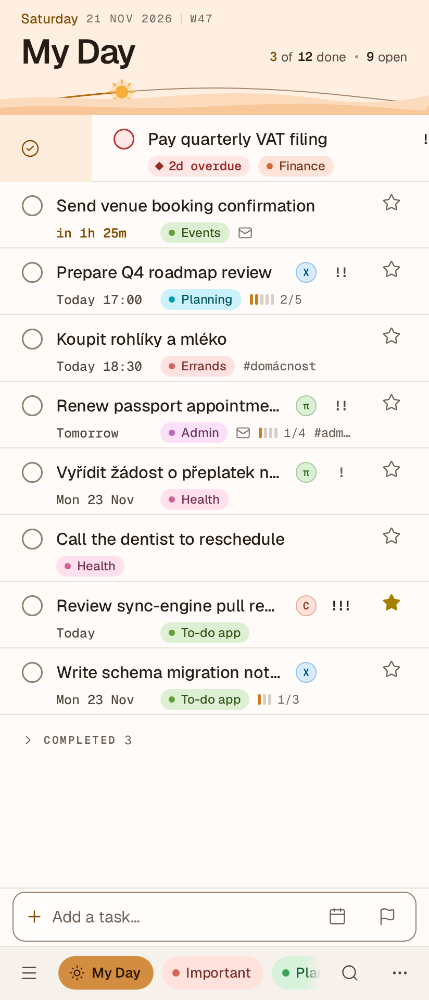 Saturday 21 NOV 2026 | W47
My Day
3 of 12 done • 9 open
Pay quarterly VAT filing !
2d overdue Finance
Send venue booking confirmation
in 1h 25m Events
Prepare Q4 roadmap review X !!
Today 17:00 Planning 2/5
Koupit rohlíky a mléko
Today 18:30 Errands #domácnost
Renew passport appointme… π !!
Tomorrow Admin 1/4 #adm…
Vyřídit žádost o přeplatek n… π !
Mon 23 Nov Health
Call the dentist to reschedule
Health
Review sync-engine pull re… C !!!
Today To-do app
Write schema migration not… X
Mon 23 Nov To-do app 1/3
COMPLETED 3
+ Add a task…
My Day Important Pla